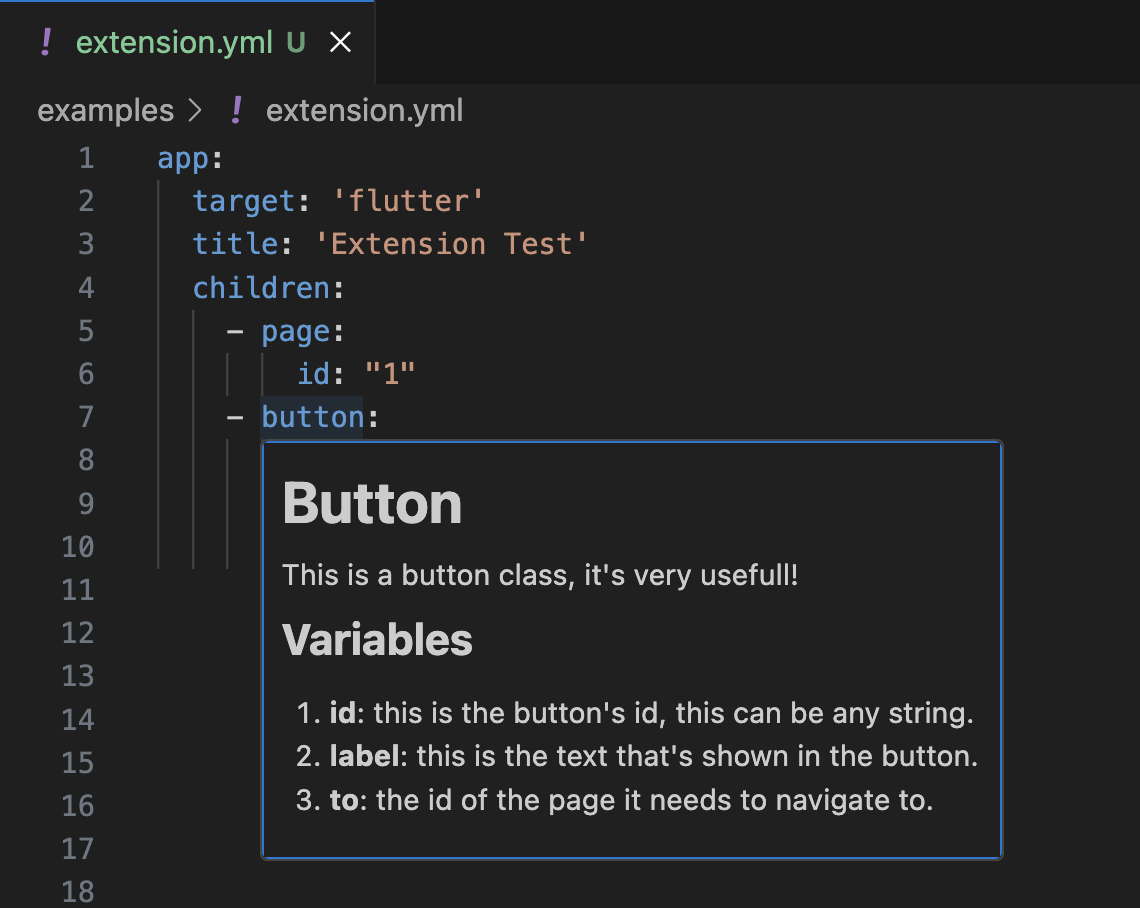 ! extension.yml U ×
examples > ! extension.yml
1 app:
2 target: 'flutter'
3 title: 'Extension Test'
4 children:
5 - page:
6 id: "1"
7 - button:
8
9
10
11
12
13
14
15
16
17
18
Button
This is a button class, it's very usefull!
Variables
1. id: this is the button's id, this can be any string.
2. label: this is the text that's shown in the button.
3. to: the id of the page it needs to navigate to.